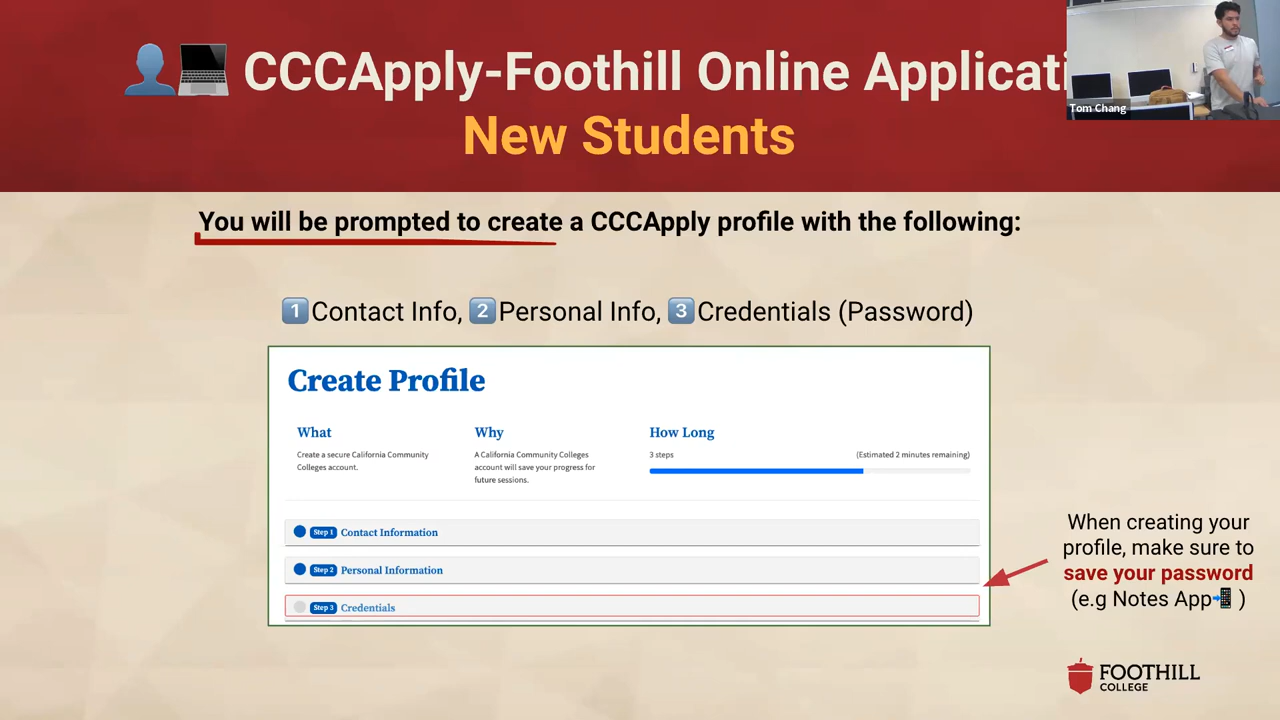 CCCApply-Foothill Online Applicati
New Students
Tom Chang
You will be prompted to create a CCCApply profile with the following:
1 Contact Info, 2 Personal Info, 3 Credentials (Password)
Create Profile
What
Create a secure California Community
Colleges account.
Why
A California Community Colleges
account will save your progress for
future sessions.
How Long
3 steps
(Estimated 2 minutes remaining)
Step 1 Contact Information
Step 2 Personal Information
Step 3 Credentials
When creating your
profile, make sure to
save your password
(e.g Notes App )
FOOTHILL
COLLEGE